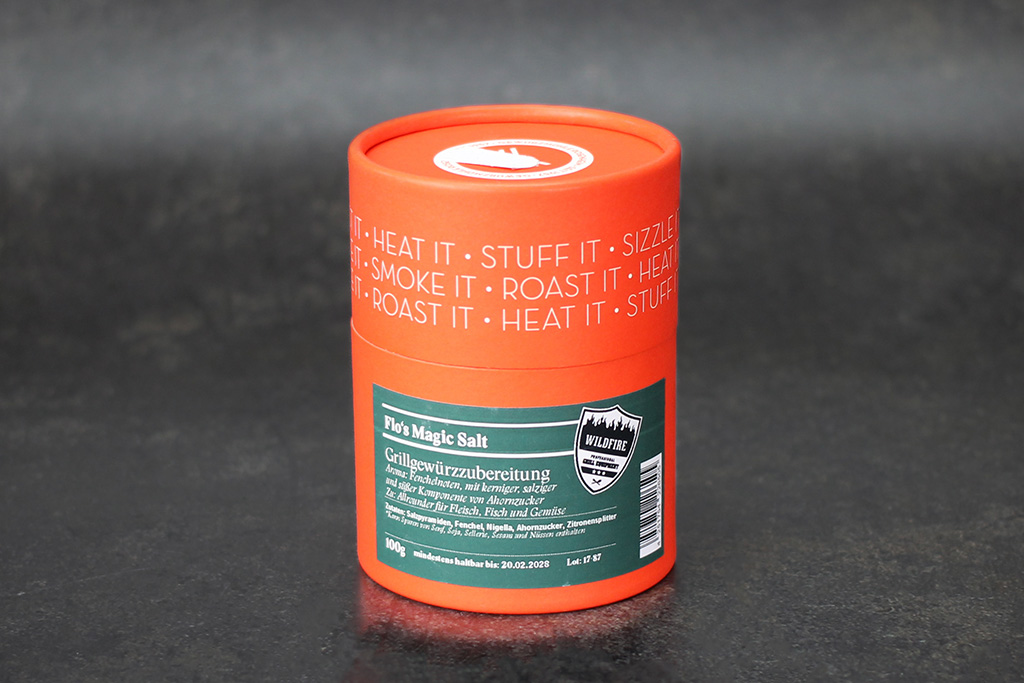 IT • HEAT IT • STUFF IT • SIZZLE I
E IT • SMOKE IT • ROAST IT • HEAT I
E IT • ROAST IT • HEAT IT • STUFF
Flo's Magic Salt
WILDFIRE
PROFESSIONAL
GRILL EQUIPMENT
Grillgewürzzubereitung
Aroma: Fenchelnoten, mit kerniger, salziger
und süßer Komponente von Ahornzucker
Zu: Allrounder für Fleisch, Fisch und Gemüse
Zutaten: Salzpyramiden, Fenchel, Nigella, Ahornzucker, Zitronensplitter
*Kann Spuren von Senf, Soja, Sellerie, Sesam und Nüssen enthalten
100g mindestens haltbar bis: 20.02.2028 Lot: 17-87